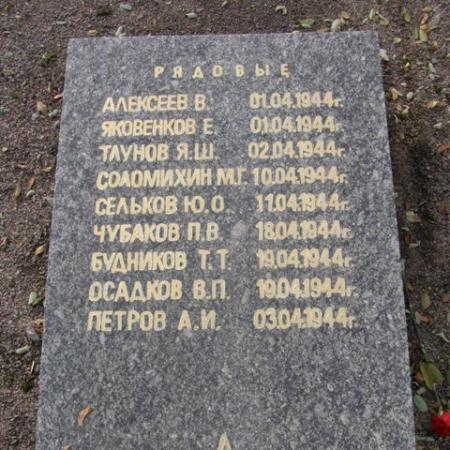 РЯДОВЫЕ
АЛЕКСЕЕВ В. 01.04.1944г.
ЯКОВЕНКОВ Е. 01.04.1944г.
ТЛУНОВ Я.Ш. 02.04.1944г.
СОЛОМИХИН М.Г. 10.04.1944г.
СЕЛЬКОВ Ю.О. 11.04.1944г.
ЧУБАКОВ П.В. 18.04.1944г.
БУДНИКОВ Т.Т. 19.04.1944г.
ОСАДКОВ В.П. 19.04.1944г.
ПЕТРОВ А.И. 03.04.1944г.